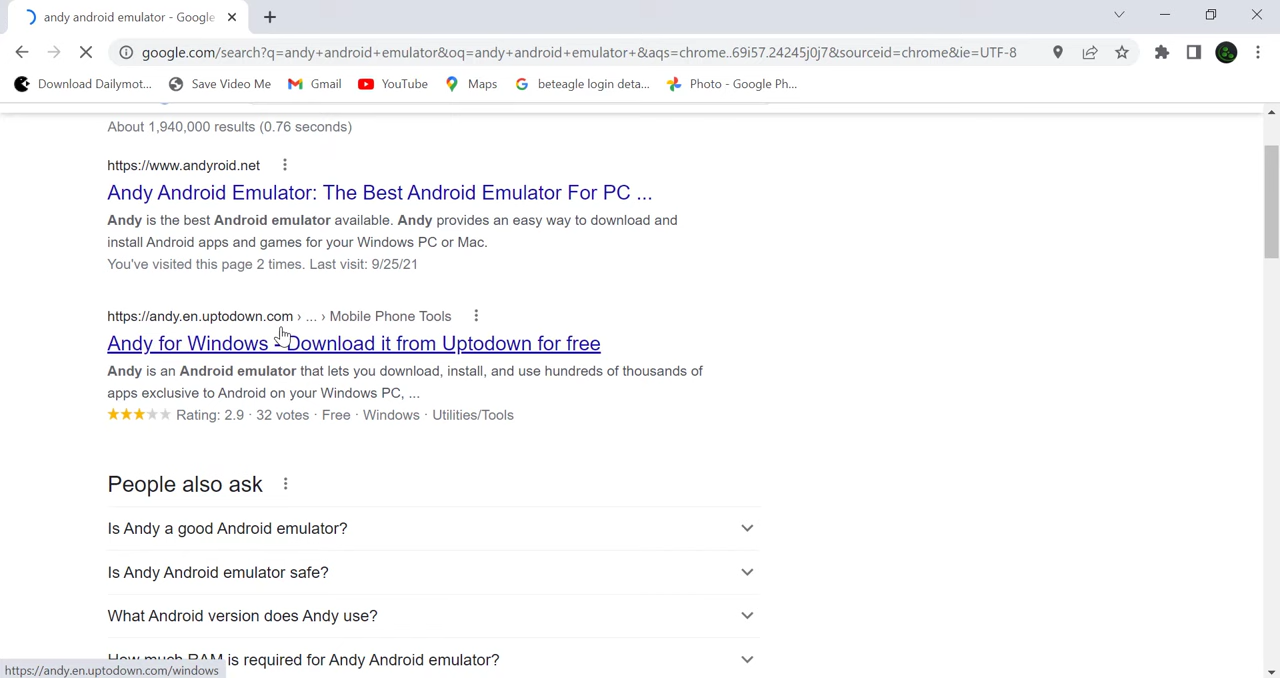 andy android emulator - Google
google.com/search?q=andy+android+emulator&oq=andy+android+emulator+&aqs=chrome..69i57.24245j0j7&sourceid=chrome&ie=UTF-8
Download Dailymot... Save Video Me Gmail YouTube Maps beteagle login deta... Photo - Google Ph...
About 1,940,000 results (0.76 seconds)
https://www.andyroid.net
Andy Android Emulator: The Best Android Emulator For PC ...
Andy is the best Android emulator available. Andy provides an easy way to download and
install Android apps and games for your Windows PC or Mac.
You've visited this page 2 times. Last visit: 9/25/21
https://andy.en.uptodown.com › ... › Mobile Phone Tools
Andy for Windows - Download it from Uptodown for free
Andy is an Android emulator that lets you download, install, and use hundreds of thousands of
apps exclusive to Android on your Windows PC, ...
Rating: 2.9 · 32 votes · Free · Windows · Utilities/Tools
People also ask
Is Andy a good Android emulator?
Is Andy Android emulator safe?
What Android version does Andy use?
How much RAM is required for Andy Android emulator?
https://andy.en.uptodown.com/windows